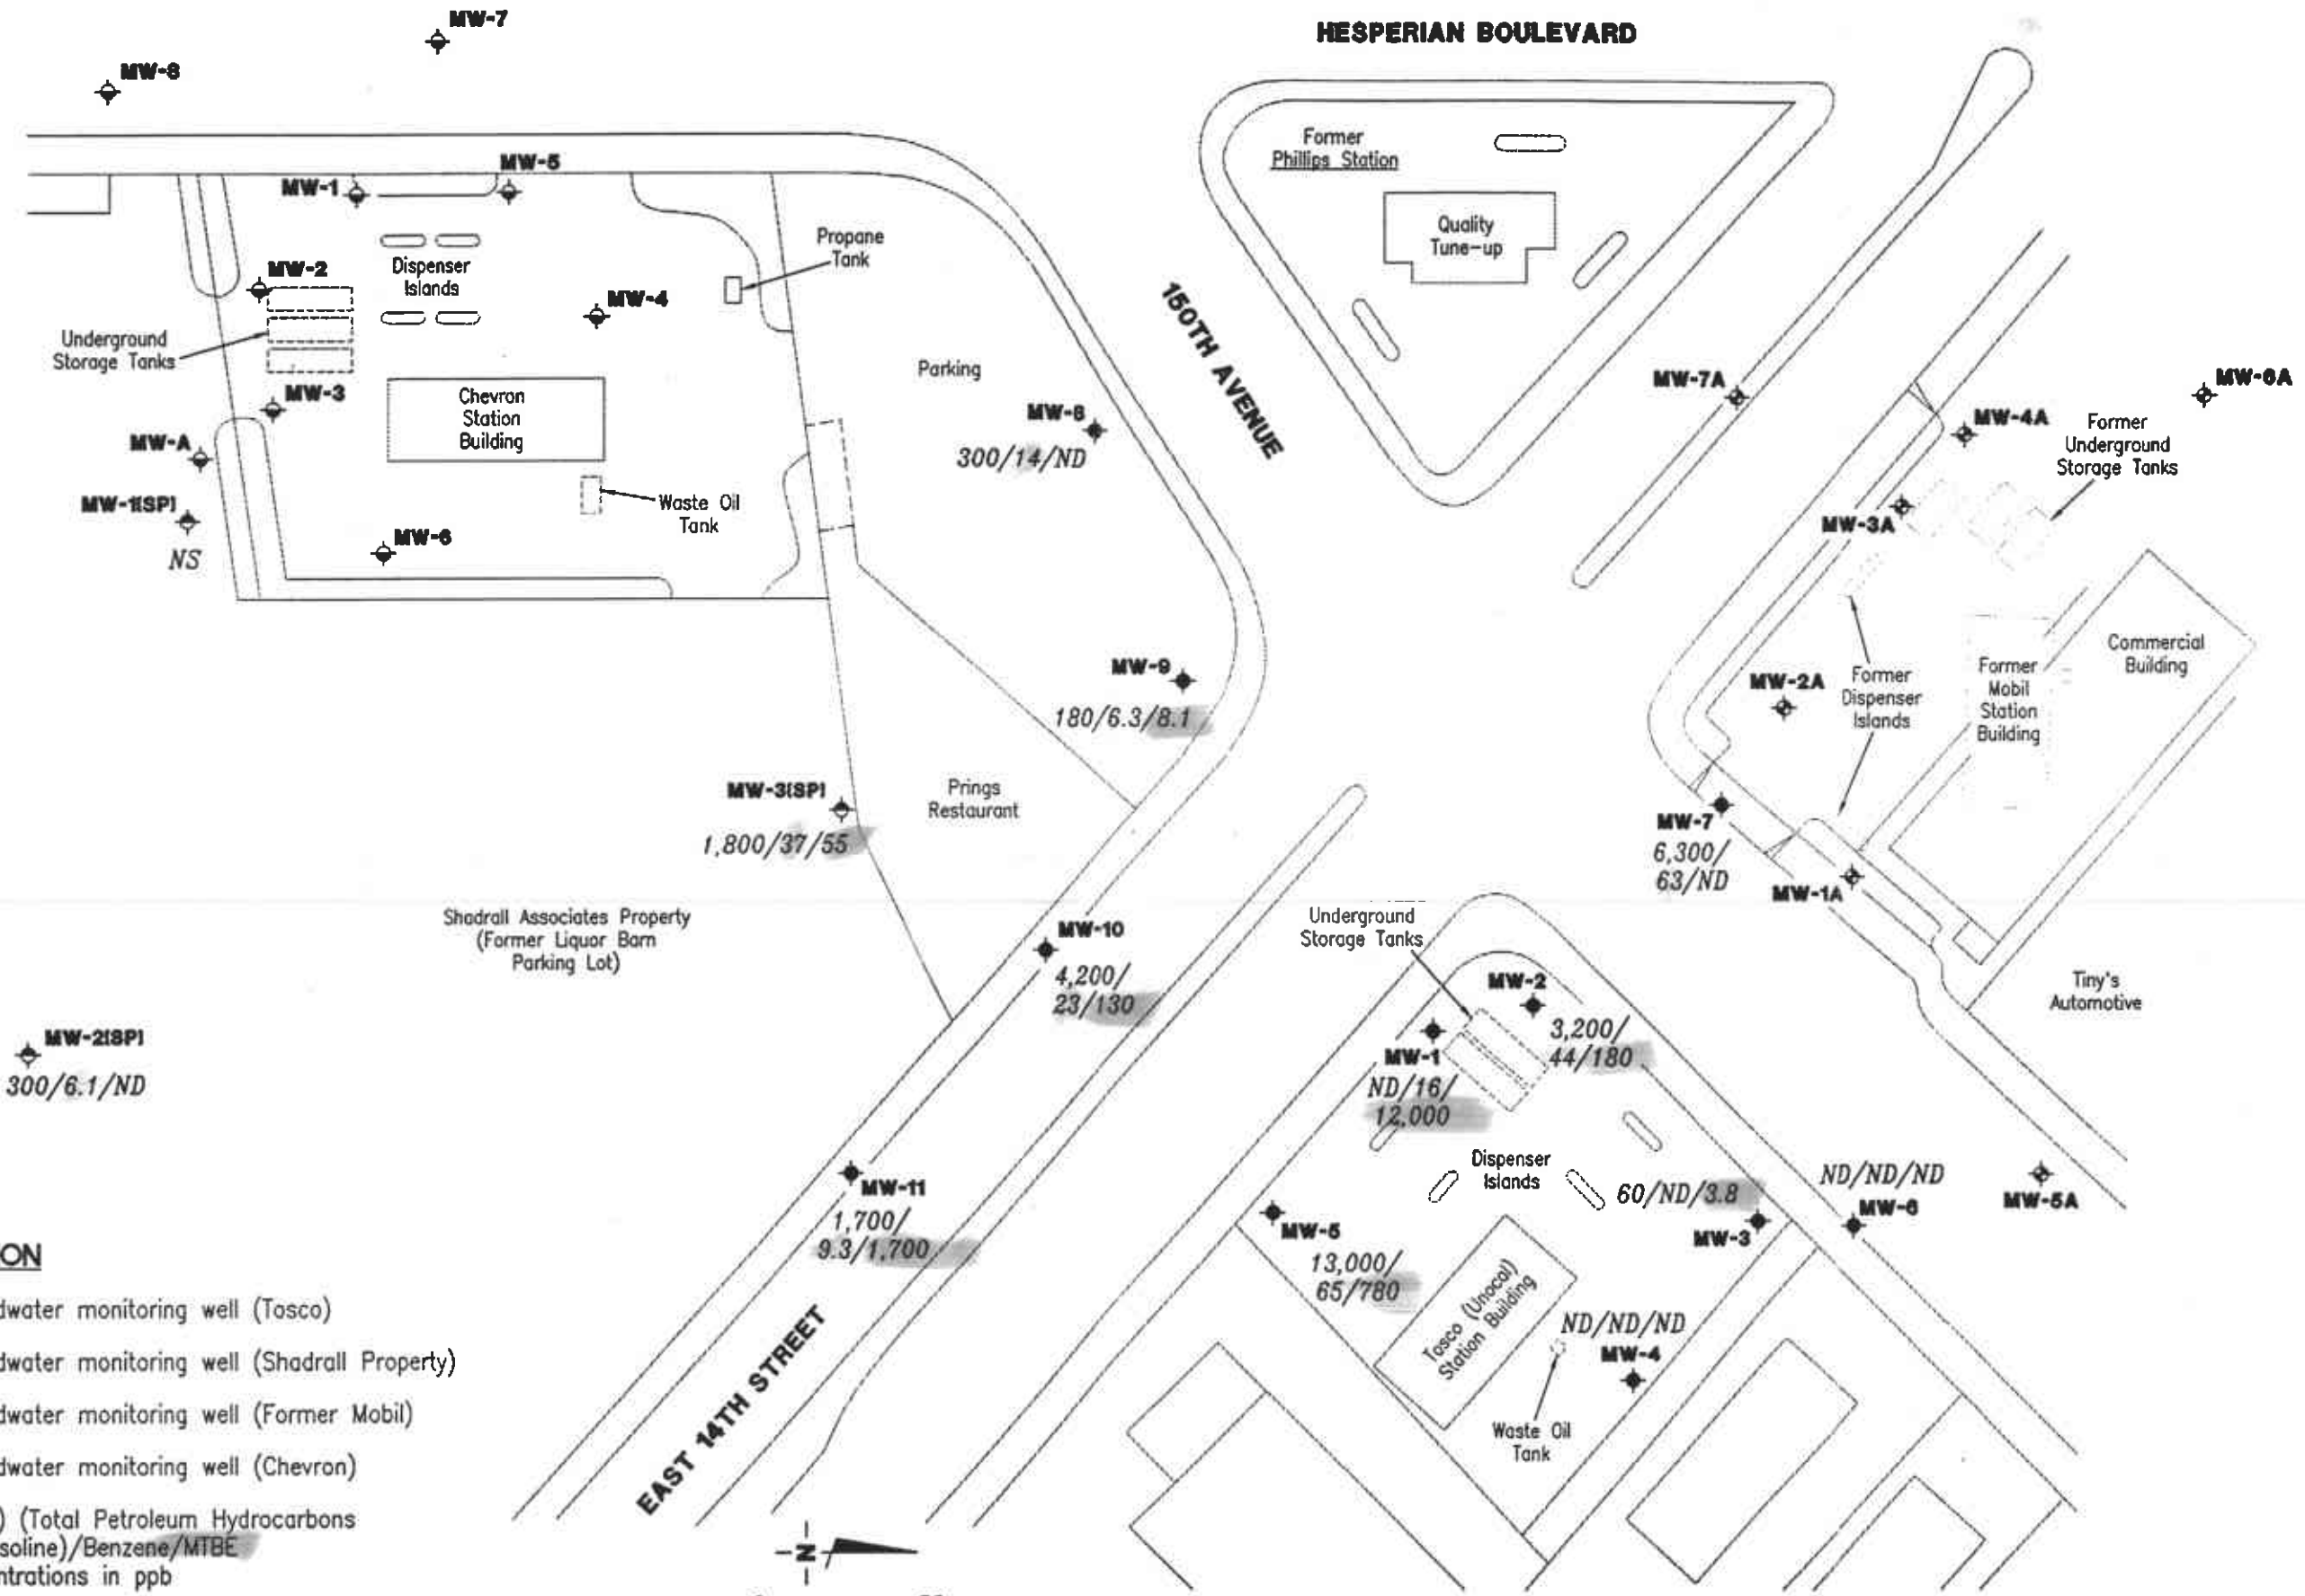 MW-7
MW-8
HESPERIAN BOULEVARD
MW-1
MW-5
MW-2
Dispenser
Islands
MW-4
Propane
Tank
Underground
Storage Tanks
MW-3
Chevron
Station
Building
MW-A
MW-1(SP)
NS
MW-6
Waste Oil
Tank
Parking
MW-8
300/14/ND
150TH AVENUE
Former
Phillips Station
Quality
Tune-up
MW-7A
MW-6A
MW-4A
Former
Underground
Storage Tanks
MW-3A
MW-9
180/6.3/8.1
MW-2A
Former
Dispenser
Islands
Former
Mobil
Station
Building
Commercial
Building
MW-3(SP)
1,800/37/55
Prings
Restaurant
MW-7
6,300/
63/ND
MW-1A
Shadrall Associates Property
(Former Liquor Barn
Parking Lot)
MW-10
4,200/
23/130
Underground
Storage Tanks
MW-2
3,200/
44/180
MW-1
ND/16/
12,000
Tiny's
Automotive
MW-2(SP)
300/6.1/ND
MW-11
1,700/
9.3/1,700
Dispenser
Islands
60/ND/3.8
MW-3
ND/ND/ND
MW-6
MW-5A
MW-5
13,000/
65/780
Tosco (Unocal)
Station Building
ND/ND/ND
MW-4
Waste Oil
Tank
EAST 14TH STREET
N
ON
dwater monitoring well (Tosco)
dwater monitoring well (Shadrall Property)
dwater monitoring well (Former Mobil)
dwater monitoring well (Chevron)
) (Total Petroleum Hydrocarbons
soline)/Benzene/MTBE
ntrations in ppb